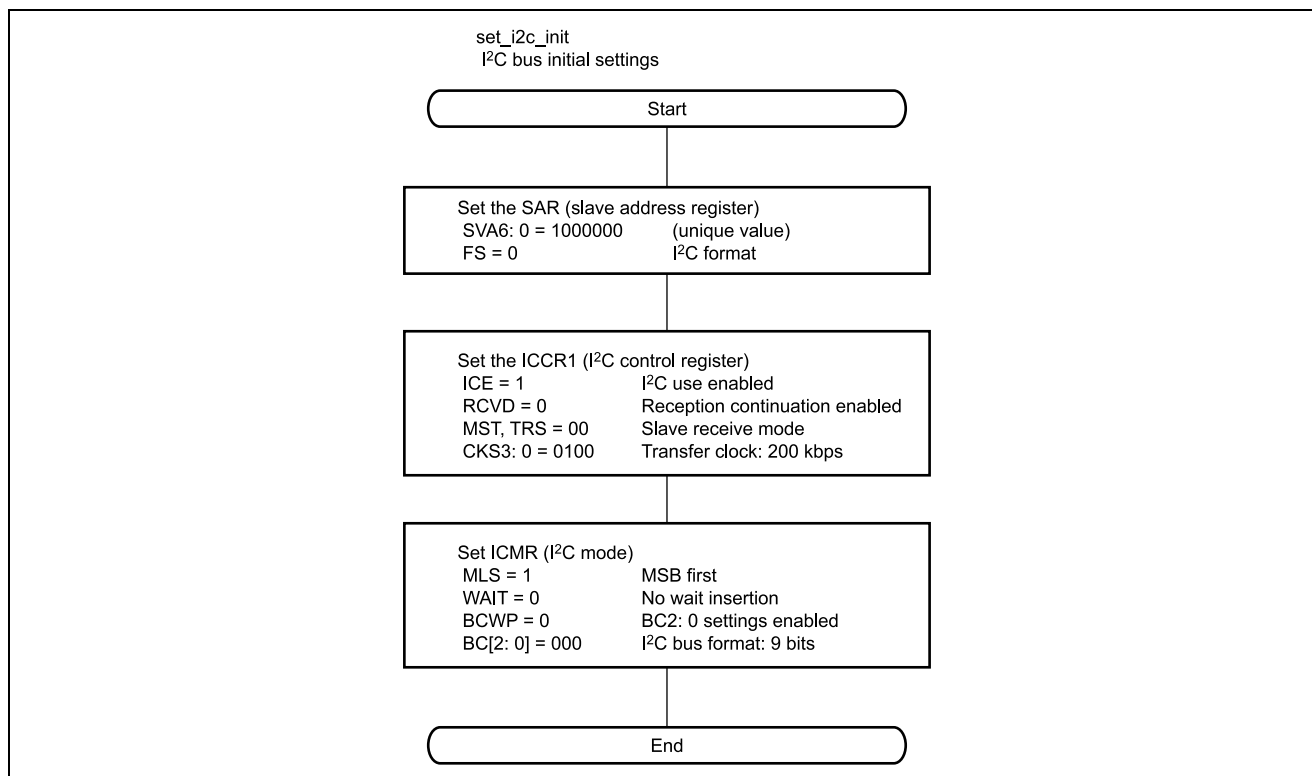 set_i2c_init
I²C bus initial settings
Start
Set the SAR (slave address register)
SVA6: 0 = 1000000 (unique value)
FS = 0 I²C format
Set the ICCR1 (I²C control register)
ICE = 1 I²C use enabled
RCVD = 0 Reception continuation enabled
MST, TRS = 00 Slave receive mode
CKS3: 0 = 0100 Transfer clock: 200 kbps
Set ICMR (I²C mode)
MLS = 1 MSB first
WAIT = 0 No wait insertion
BCWP = 0 BC2: 0 settings enabled
BC[2: 0] = 000 I²C bus format: 9 bits
End